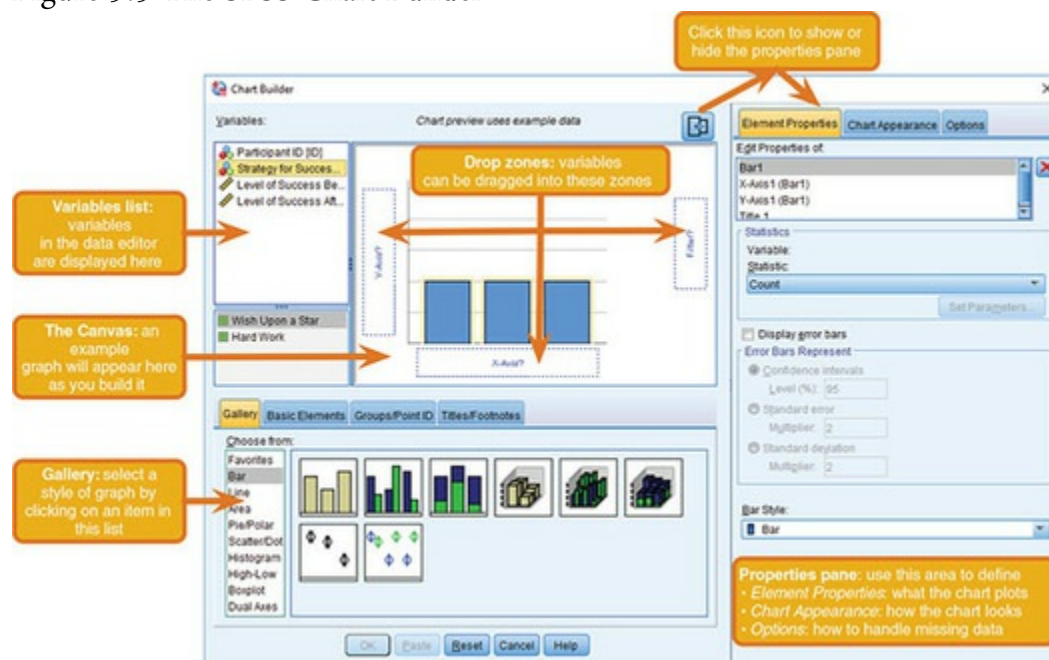 Click this icon to show or
hide the properties pane
Chart Builder
Variables:
Chart preview uses example data
Participant ID [ID]
Strategy for Succes...
Level of Success Be...
Level of Success Aft...
Drop zones: variables
can be dragged into these zones
Y-Axis?
Filter?
X-Axis?
Variables list:
variables
in the data editor
are displayed here
Wish Upon a Star
Hard Work
The Canvas: an
example
graph will appear here
as you build it
Gallery
Basic Elements
Groups/Point ID
Titles/Footnotes
Choose from:
Favorites
Bar
Line
Area
Pie/Polar
Scatter/Dot
Histogram
High-Low
Boxplot
Dual Axes
Gallery: select a
style of graph by
clicking on an item in
this list
OK
Paste
Reset
Cancel
Help
Element Properties
Chart Appearance
Options
Edit Properties of:
Bar1
X-Axis1 (Bar1)
Y-Axis1 (Bar1)
Title 1
Statistics
Variable:
Statistic:
Count
Set Parameters...
Display error bars
Error Bars Represent
Confidence intervals
Level (%): 95
Standard error
Multiplier: 2
Standard deviation
Multiplier: 2
Bar Style:
Bar
Properties pane: use this area to define
• Element Properties: what the chart plots
• Chart Appearance: how the chart looks
• Options: how to handle missing data